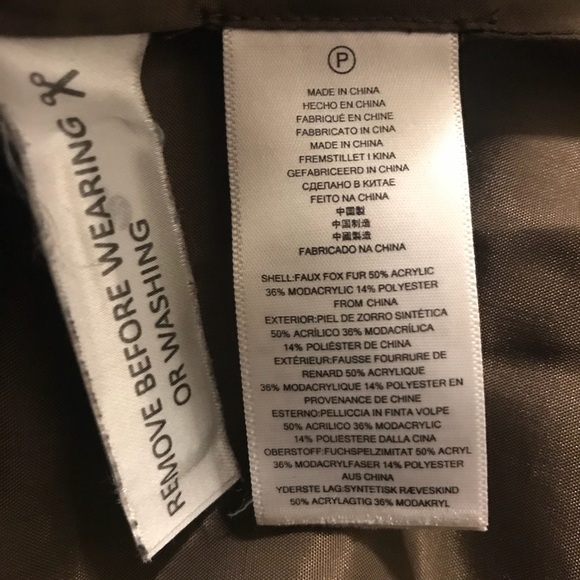 REMOVE BEFORE WEARING
OR WASHING
P
MADE IN CHINA
HECHO EN CHINA
FABRIQUÉ EN CHINE
FABBRICATO IN CINA
MADE IN CHINA
FREMSTILLET I KINA
GEFABRICEERD IN CHINA
СДЕЛАНО В КИТАЕ
FEITO NA CHINA
中国製
中国制造
中國製造
FABRICADO NA CHINA
SHELL:FAUX FOX FUR 50% ACRYLIC
36% MODACRYLIC 14% POLYESTER
FROM CHINA
EXTERIOR:PIEL DE ZORRO SINTÉTICA
50% ACRÍLICO 36% MODACRÍLICA
14% POLIÉSTER DE CHINA
EXTÉRIEUR:FAUSSE FOURRURE DE
RENARD 50% ACRYLIQUE
36% MODACRYLIQUE 14% POLYESTER EN
PROVENANCE DE CHINE
ESTERNO:PELLICCIA IN FINTA VOLPE
50% ACRILICO 36% MODACRYLIC
14% POLIESTERE DALLA CINA
OBERSTOFF:FUCHSPELZIMITAT 50% ACRYL
36% MODACRYLFASER 14% POLYESTER
AUS CHINA
YDERSTE LAG:SYNTETISK RÆVESKIND
50% ACRYLAGTIG 36% MODAKRYL